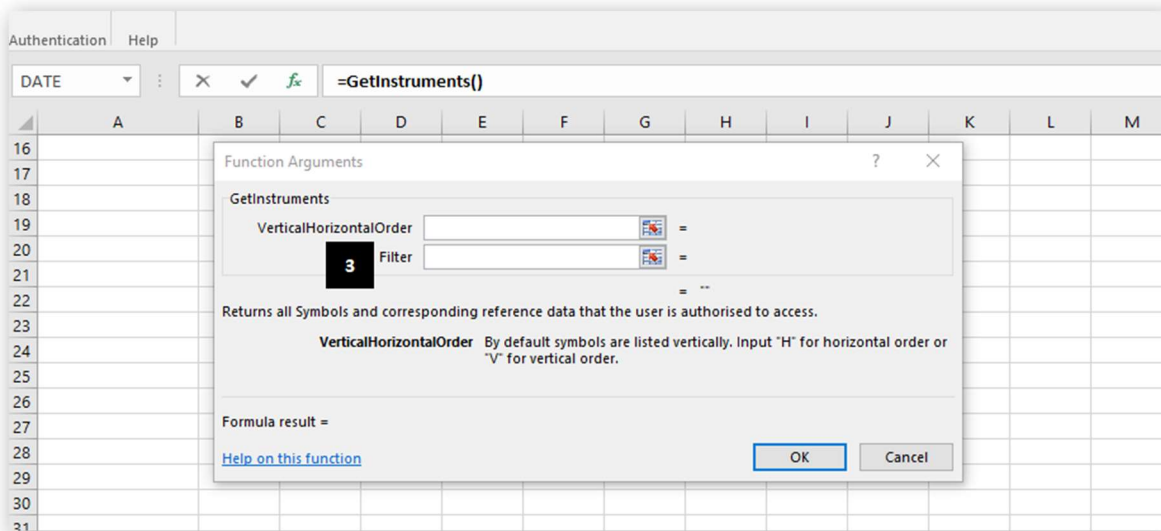 Authentication Help
DATE fx =GetInstruments()
A B C D E F G H I J K L M
16
Function Arguments ? ×
17
18
GetInstruments
19
VerticalHorizontalOrder =
20
3 Filter =
21
22
= ""
23
Returns all Symbols and corresponding reference data that the user is authorised to access.
24
VerticalHorizontalOrder By default symbols are listed vertically. Input "H" for horizontal order or
"V" for vertical order.
25
26
27
Formula result =
28
Help on this function OK Cancel
29
30
31